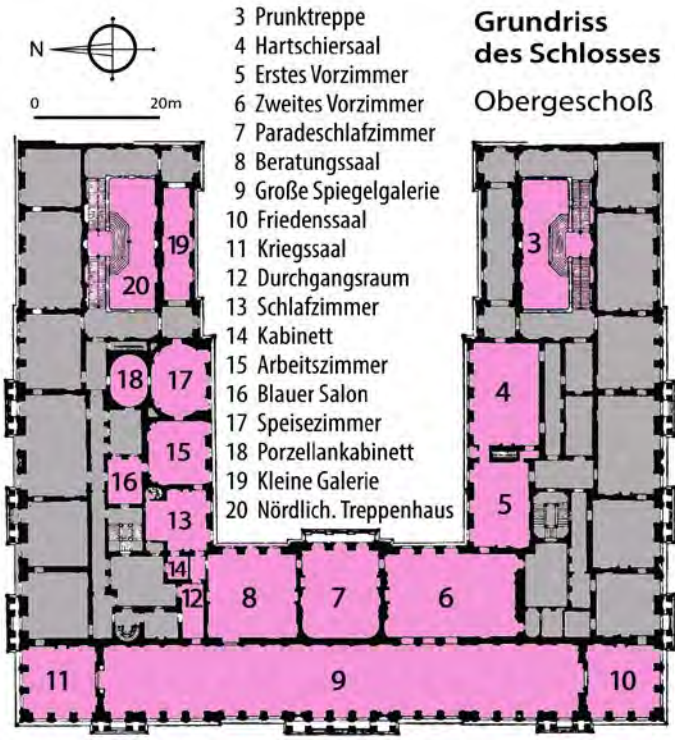 Grundriss
des Schlosses
Obergeschoß
N
0 20m
3 Prunktreppe
4 Hartschiersaal
5 Erstes Vorzimmer
6 Zweites Vorzimmer
7 Paradeschlafzimmer
8 Beratungssaal
9 Große Spiegelgalerie
10 Friedenssaal
11 Kriegssaal
12 Durchgangsraum
13 Schlafzimmer
14 Kabinett
15 Arbeitszimmer
16 Blauer Salon
17 Speisezimmer
18 Porzellankabinett
19 Kleine Galerie
20 Nördlich. Treppenhaus
19
3
20
18
17
4
15
16
5
13
14
12
8
7
6
11
9
10